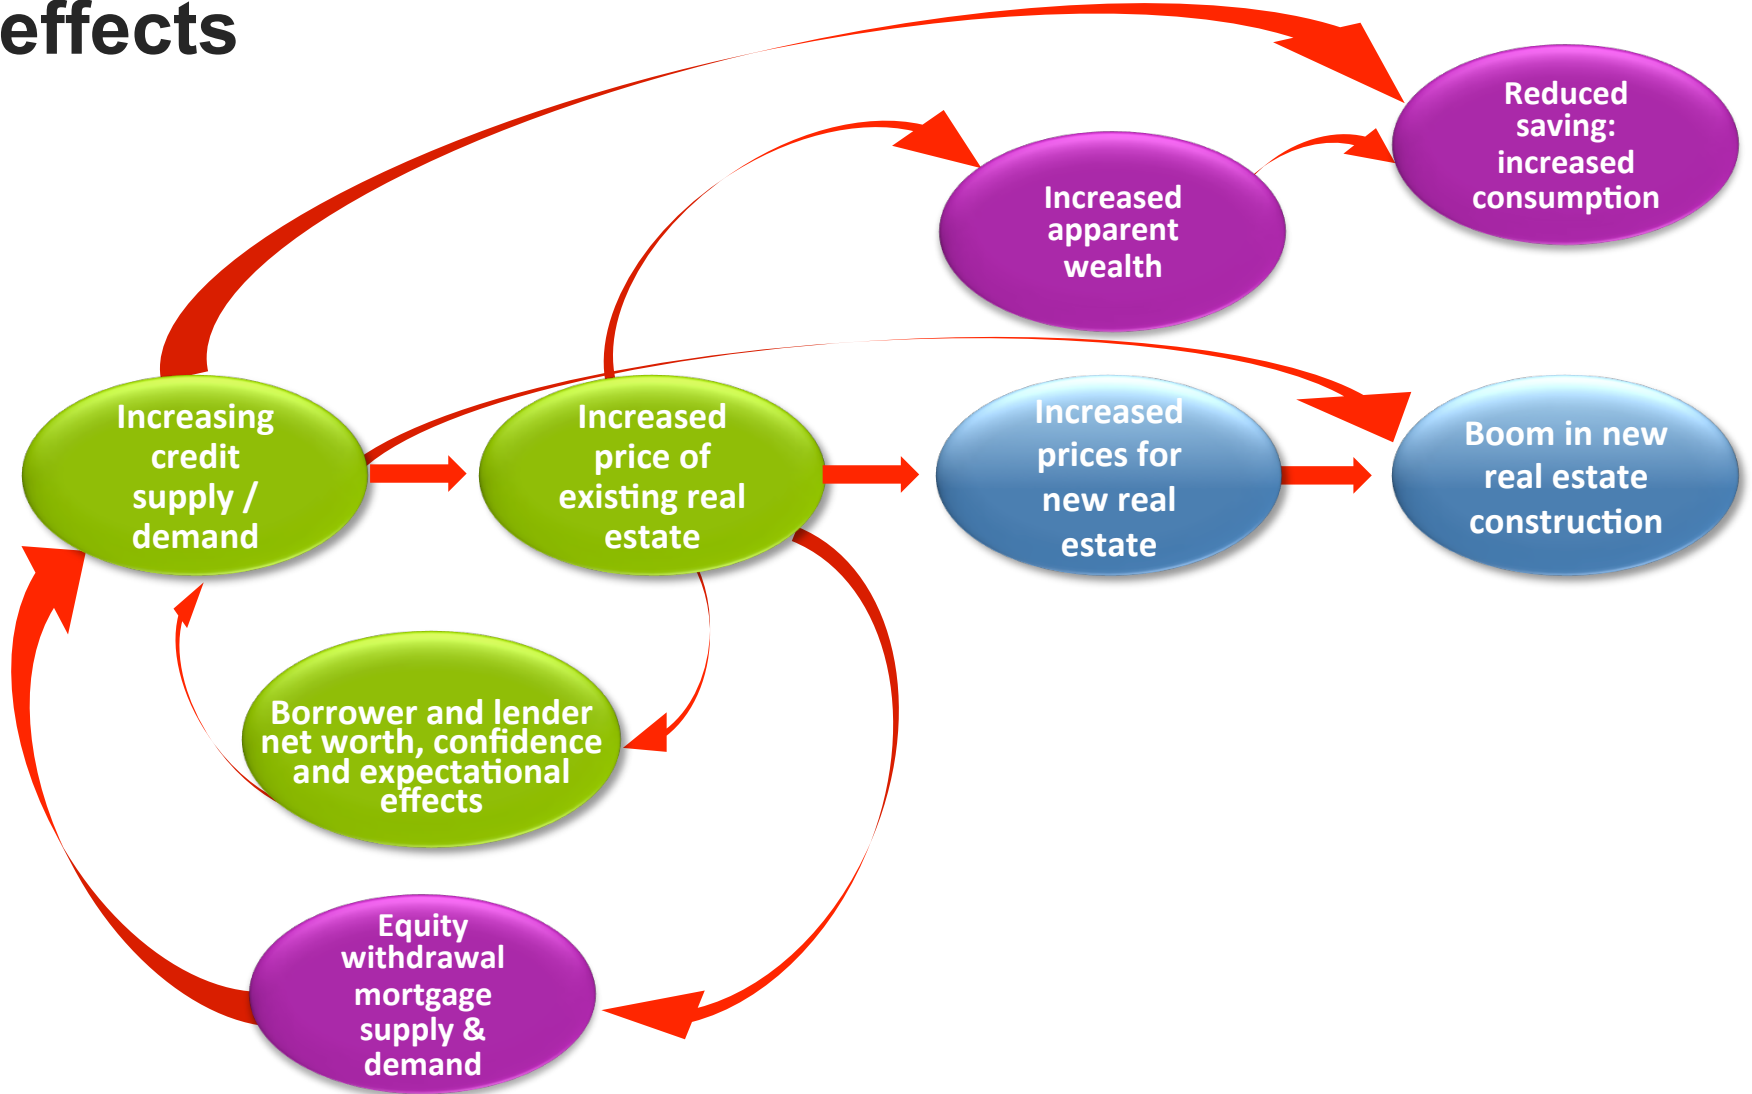 effects
Reduced
saving:
increased
consumption
Increased
apparent
wealth
Increasing
credit
supply /
demand
Increased
price of
existing real
estate
Increased
prices for
new real
estate
Boom in new
real estate
construction
Borrower and lender
net worth, confidence
and expectational
effects
Equity
withdrawal
mortgage
supply &
demand